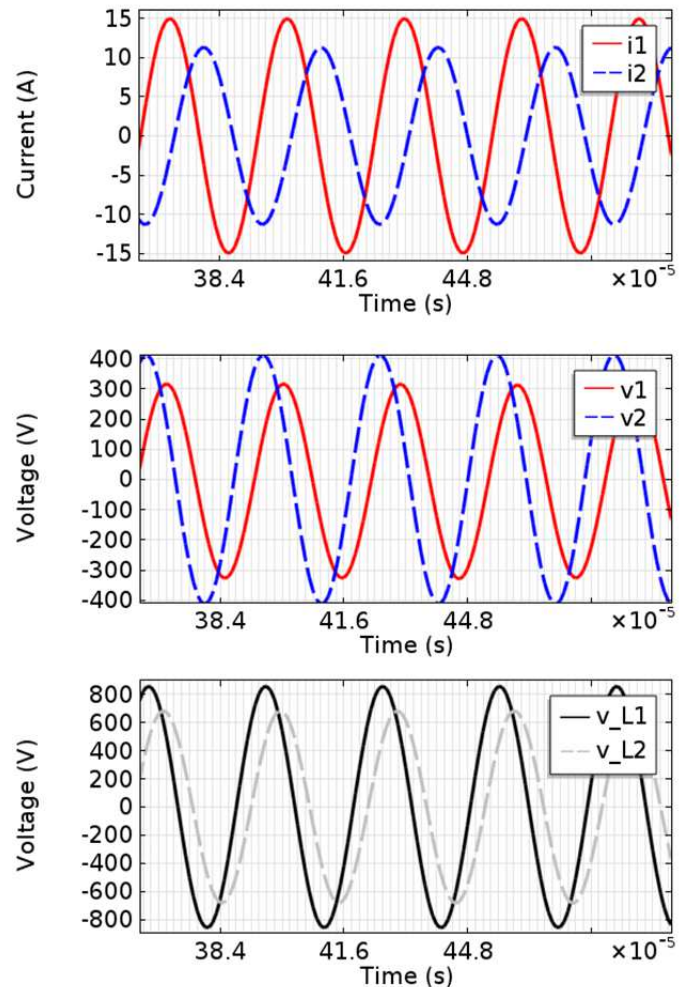 15
10
5
0
-5
-10
-15
Current (A)
i1
i2
38.4 41.6 44.8 ×10⁻⁵
Time (s)
400
300
200
100
0
-100
-200
-300
-400
Voltage (V)
v1
v2
38.4 41.6 44.8 ×10⁻⁵
Time (s)
800
600
400
200
0
-200
-400
-600
-800
Voltage (V)
v_L1
v_L2
38.4 41.6 44.8 ×10⁻⁵
Time (s)